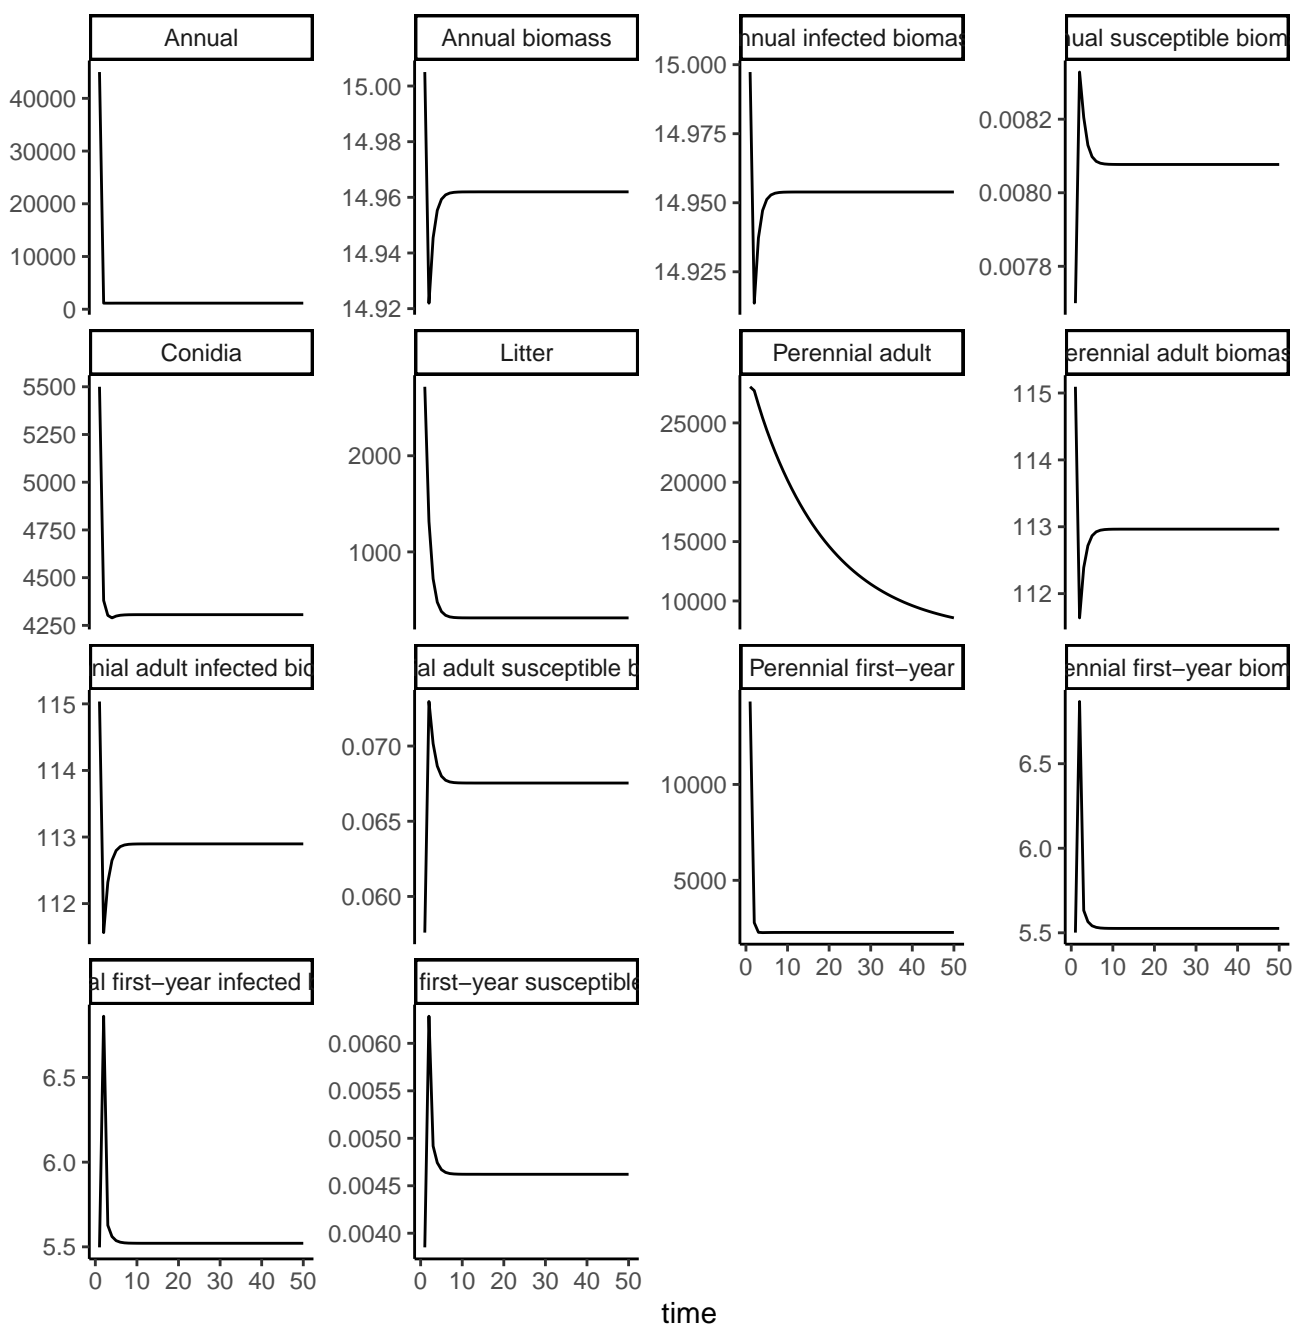 Annual
Annual biomass
nnual infected biomas
ual susceptible biom
40000
30000
20000
10000
0
15.00
14.98
14.96
14.94
14.92
15.000
14.975
14.950
14.925
0.0082
0.0080
0.0078
Conidia
Litter
Perennial adult
erennial adult biomas
5500
5250
5000
4750
4500
4250
2000
1000
25000
20000
15000
10000
115
114
113
112
nial adult infected bio
al adult susceptible b
Perennial first−year
ennial first−year biom
115
114
113
112
0.070
0.065
0.060
10000
5000
6.5
6.0
5.5
0 10 20 30 40 50
0 10 20 30 40 50
al first−year infected
first−year susceptible
6.5
6.0
5.5
0.0060
0.0055
0.0050
0.0045
0.0040
0 10 20 30 40 50
0 10 20 30 40 50
time